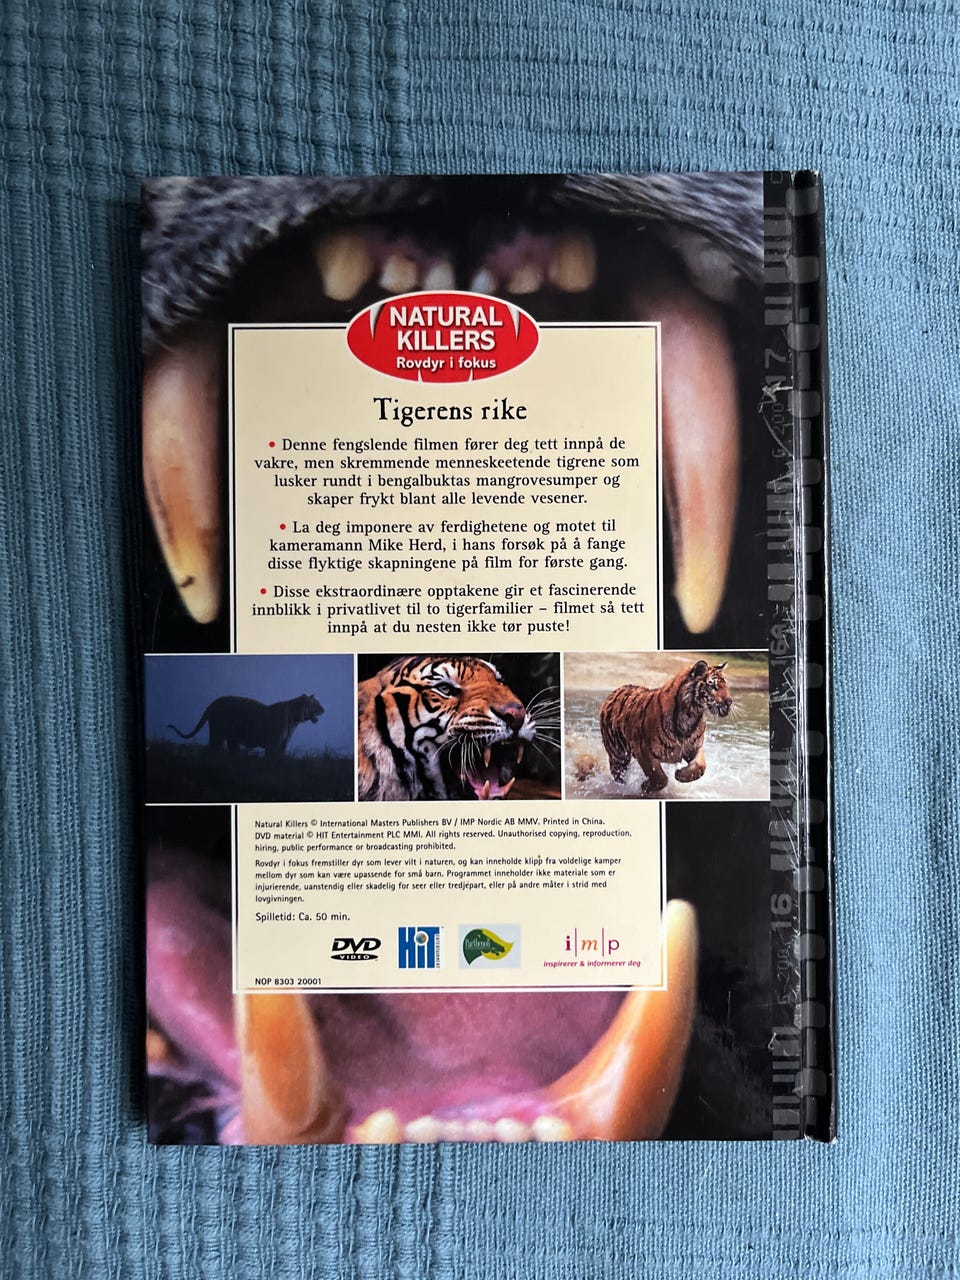 NATURAL
KILLERS
Rovdyr i fokus
Tigerens rike
• Denne fengslende filmen fører deg tett innpå de
vakre, men skremmende menneskeetende tigrene som
lusker rundt i bengalbuktas mangrovesumper og
skaper frykt blant alle levende vesener.
• La deg imponere av ferdighetene og motet til
kameramann Mike Herd, i hans forsøk på å fange
disse flyktige skapningene på film for første gang.
• Disse ekstraordinære opptakene gir et fascinerende
innblikk i privatlivet til to tigerfamilier – filmet så tett
innpå at du nesten ikke tør puste!
Natural Killers © International Masters Publishers BV / IMP Nordic AB MMV. Printed in China.
DVD material © HIT Entertainment PLC MMI. All rights reserved. Unauthorised copying, reproduction,
hiring, public performance or broadcasting prohibited.
Rovdyr i fokus fremstiller dyr som lever vilt i naturen, og kan inneholde klipp fra voldelige kamper
mellom dyr som kan være upassende for små barn. Programmet inneholder ikke materiale som er
injurierende, uanstendig eller skadelig for seer eller tredjepart, eller på andre måter i strid med
lovgivningen.
Spilletid: Ca. 50 min.
DVD
VIDEO
HiT
ENTERTAINMENT
Parthenon
i|m|p
inspirerer & informerer deg
NOP 8303 20001
17
16A
16